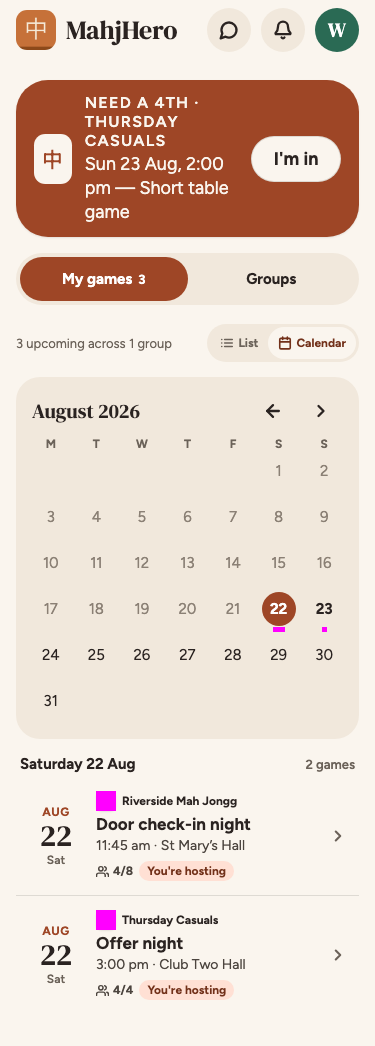 中 MahjHero W
NEED A 4TH ·
THURSDAY
CASUALS
中
Sun 23 Aug, 2:00
pm — Short table
game
I'm in
My games 3 Groups
3 upcoming across 1 group List Calendar
August 2026
M T W T F S S
1 2
3 4 5 6 7 8 9
10 11 12 13 14 15 16
17 18 19 20 21 22 23
24 25 26 27 28 29 30
31
Saturday 22 Aug 2 games
AUG
22
Sat
Riverside Mah Jongg
Door check-in night
11:45 am · St Mary's Hall
4/8 You're hosting
AUG
22
Sat
Thursday Casuals
Offer night
3:00 pm · Club Two Hall
4/4 You're hosting